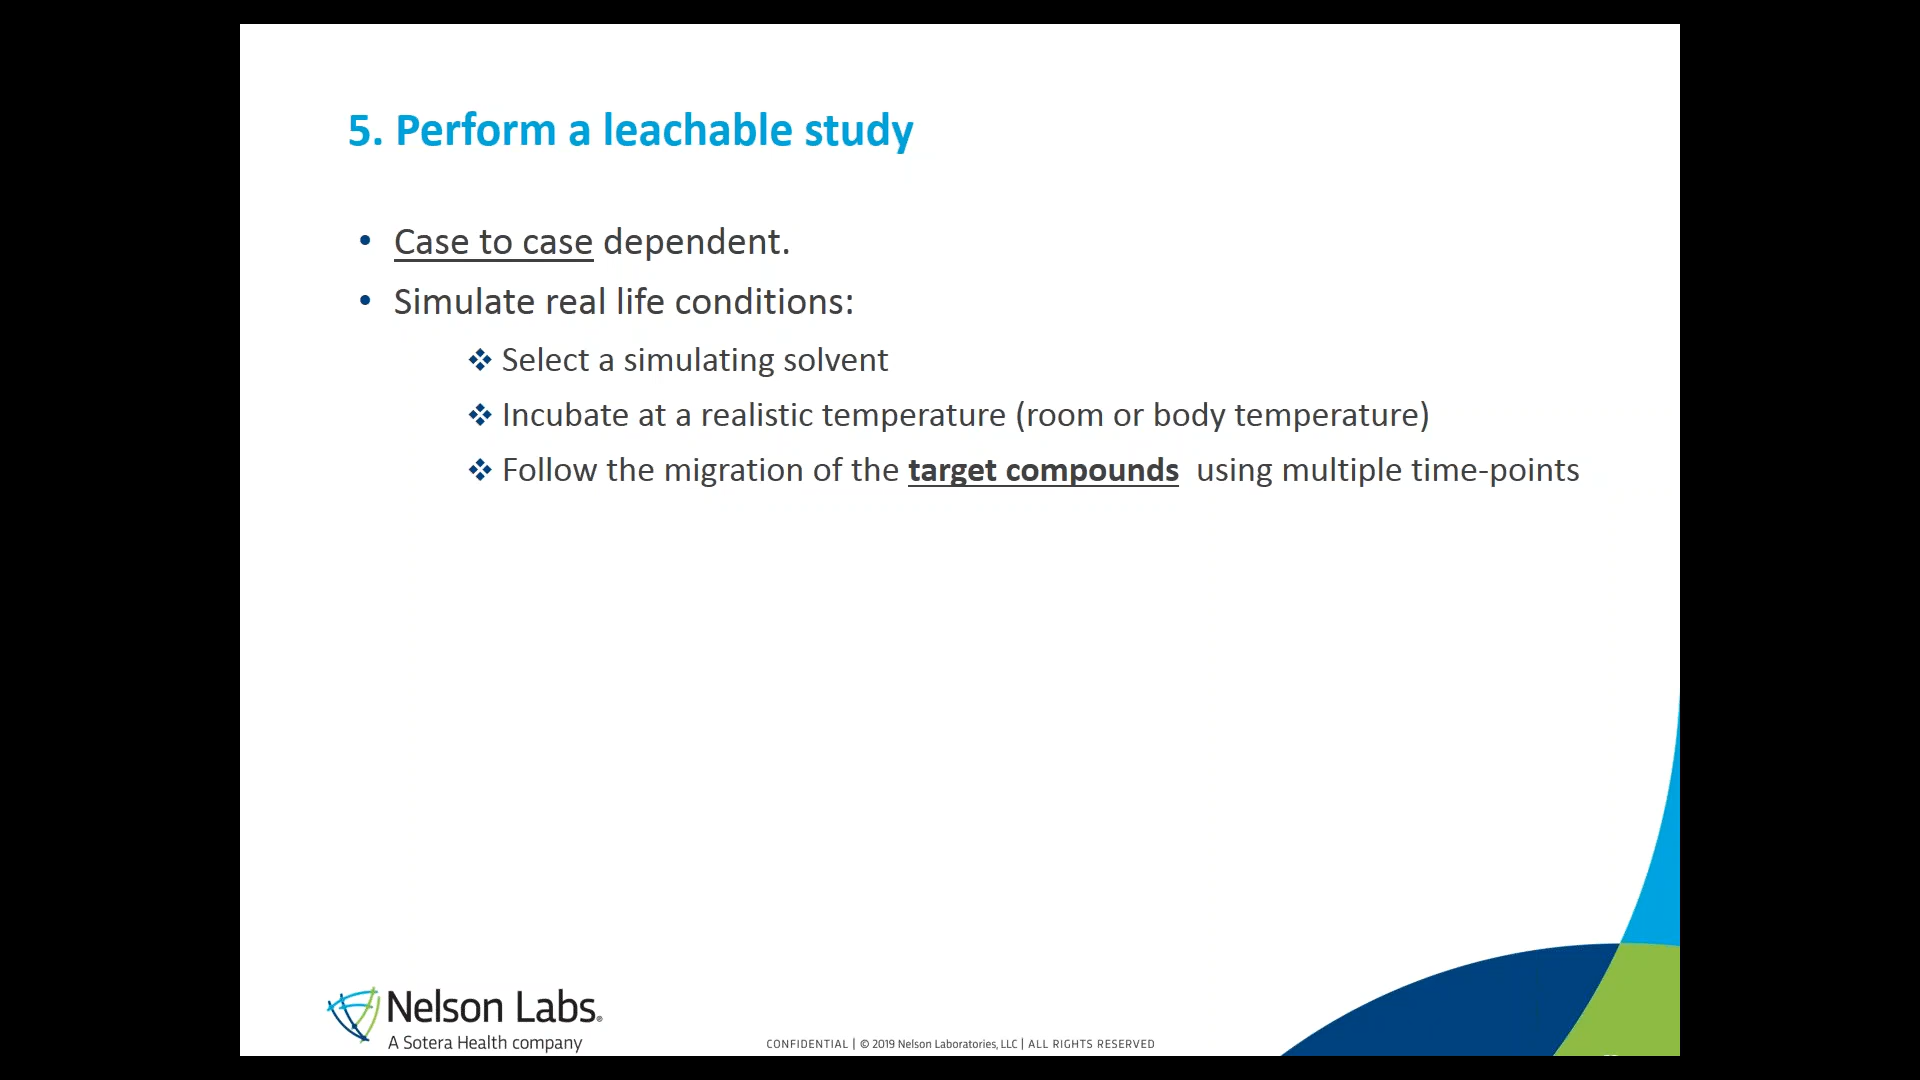 5. Perform a leachable study
• Case to case dependent.
• Simulate real life conditions:
❖ Select a simulating solvent
❖ Incubate at a realistic temperature (room or body temperature)
❖ Follow the migration of the target compounds using multiple time-points
Nelson Labs®
A Sotera Health company
CONFIDENTIAL | © 2019 Nelson Laboratories, LLC | ALL RIGHTS RESERVED